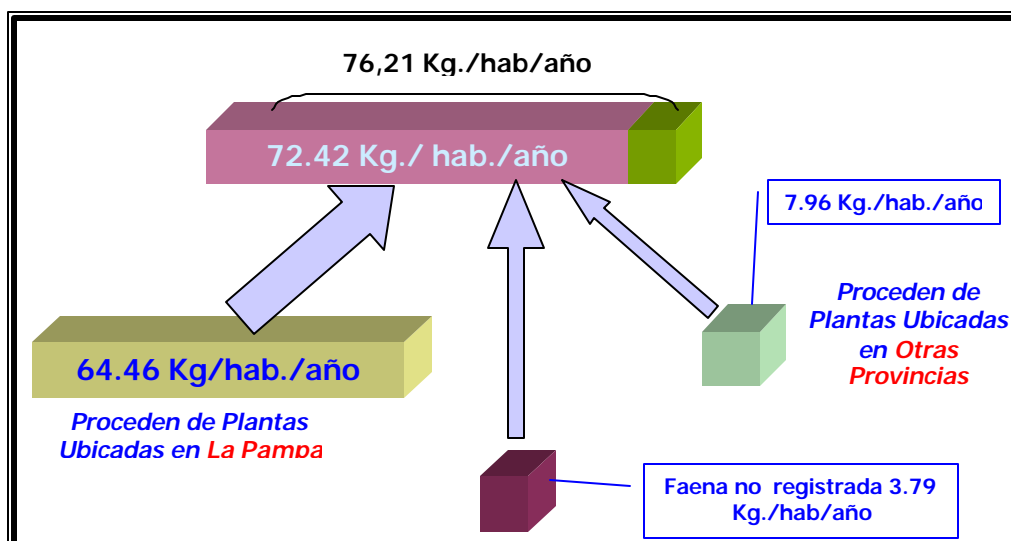 76,21 Kg./hab/año
72.42 Kg./ hab./año
7.96 Kg./hab./año
Proceden de
Plantas Ubicadas
en Otras
Provincias
64.46 Kg/hab./año
Proceden de Plantas
Ubicadas en La Pampa
Faena no registrada 3.79
Kg./hab/año